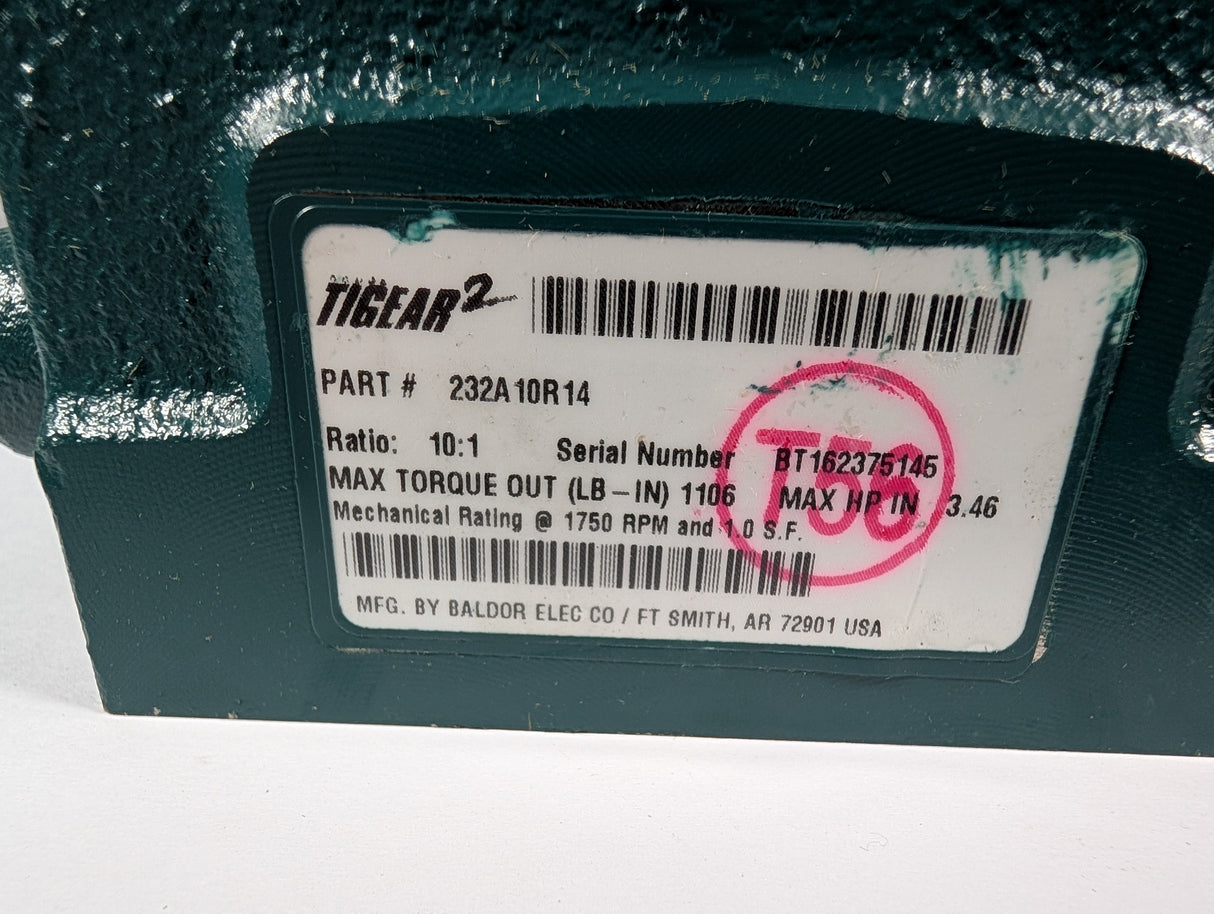 TIGEAR2
PART # 232A10R14
Ratio: 10:1 Serial Number BT162375145
MAX TORQUE OUT (LB-IN) 1106 MAX HP IN 3.46
Mechanical Rating @ 1750 RPM and 1.0 S.F.
T56
MFG. BY BALDOR ELEC CO / FT SMITH, AR 72901 USA